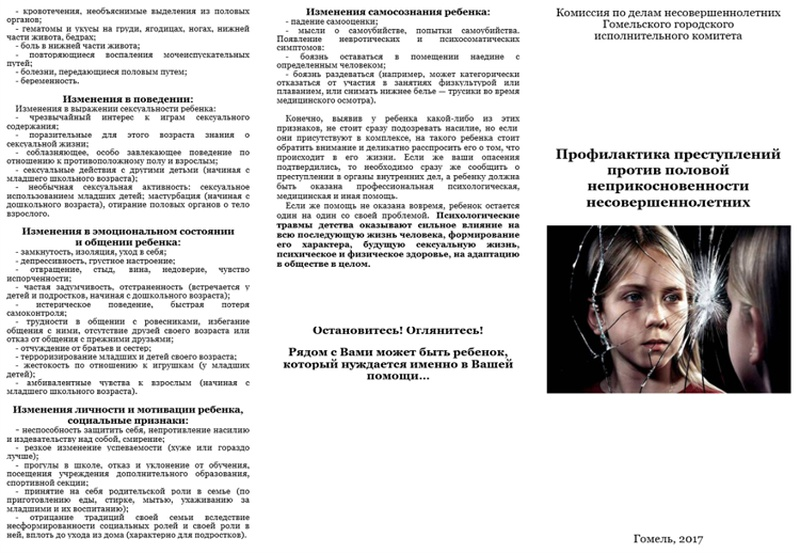 - кровотечения, необъяснимые выделения из половых
органов;
- гематомы и укусы на груди, ягодицах, ногах, нижней
части живота, бедрах;
- боль в нижней части живота;
- повторяющиеся воспаления мочеиспускательных
путей;
- болезни, передающиеся половым путем;
- беременность.
Изменения в поведении:
Изменения в выражении сексуальности ребенка:
- чрезвычайный интерес к играм сексуального
содержания;
- поразительные для этого возраста знания о
сексуальной жизни;
- соблазняющее, особо завлекающее поведение по
отношению к противоположному полу и взрослым;
- сексуальные действия с другими детьми (начиная с
младшего школьного возраста);
- необычная сексуальная активность: сексуальное
использованием младших детей; мастурбация (начиная с
дошкольного возраста), отирание половых органов о тело
взрослого.
Изменения в эмоциональном состоянии
и общении ребенка:
- замкнутость, изоляция, уход в себя;
- депрессивность, грустное настроение;
- отвращение, стыд, вина, недоверие, чувство
испорченности;
- частая задумчивость, отстраненность (встречается у
детей и подростков, начиная с дошкольного возраста);
- истерическое поведение, быстрая потеря
самоконтроля;
- трудности в общении с ровесниками, избегание
общения с ними, отсутствие друзей своего возраста или
отказ от общения с прежними друзьями;
- отчуждение от братьев и сестер;
- терроризирование младших и детей своего возраста;
- жестокость по отношению к игрушкам (у младших
детей);
- амбивалентные чувства к взрослым (начиная с
младшего школьного возраста).
Изменения личности и мотивации ребенка,
социальные признаки:
- неспособность защитить себя, непротивление насилию
и издевательству над собой, смирение;
- резкое изменение успеваемости (хуже или гораздо
лучше);
- прогулы в школе, отказ и уклонение от обучения,
посещения учреждения дополнительного образования,
спортивной секции;
- принятие на себя родительской роли в семье (по
приготовлению еды, стирке, мытью, ухаживанию за
младшими и их воспитанию);
- отрицание традиций своей семьи вследствие
несформированности социальных ролей и своей роли в
ней, вплоть до ухода из дома (характерно для подростков).
Изменения самосознания ребенка:
- падение самооценки;
- мысли о самоубийстве, попытки самоубийства.
Появление невротических и психосоматических
симптомов:
- боязнь оставаться в помещении наедине с
определенным человеком;
- боязнь раздеваться (например, может категорически
отказаться от участия в занятиях физкультурой или
плаванием, или снимать нижнее белье — трусики во время
медицинского осмотра).
Конечно, выявив у ребенка какой-либо из этих
признаков, не стоит сразу подозревать насилие, но если
они присутствуют в комплексе, на такого ребенка стоит
обратить внимание и деликатно расспросить его о том, что
происходит в его жизни. Если же ваши опасения
подтвердились, то необходимо сразу же сообщить о
преступлении в органы внутренних дел, а ребенку должна
быть оказана профессиональная психологическая,
медицинская и иная помощь.
Если же помощь не оказана вовремя, ребенок остается
один на один со своей проблемой. Психологические
травмы детства оказывают сильное влияние на
всю последующую жизнь человека, формирование
его характера, будущую сексуальную жизнь,
психическое и физическое здоровье, на адаптацию
в обществе в целом.
Остановитесь! Оглянитесь!
Рядом с Вами может быть ребенок,
который нуждается именно в Вашей
помощи...
Комиссия по делам несовершеннолетних
Гомельского городского
исполнительного комитета
Профилактика преступлений
против половой
неприкосновенности
несовершеннолетних
Гомель, 2017